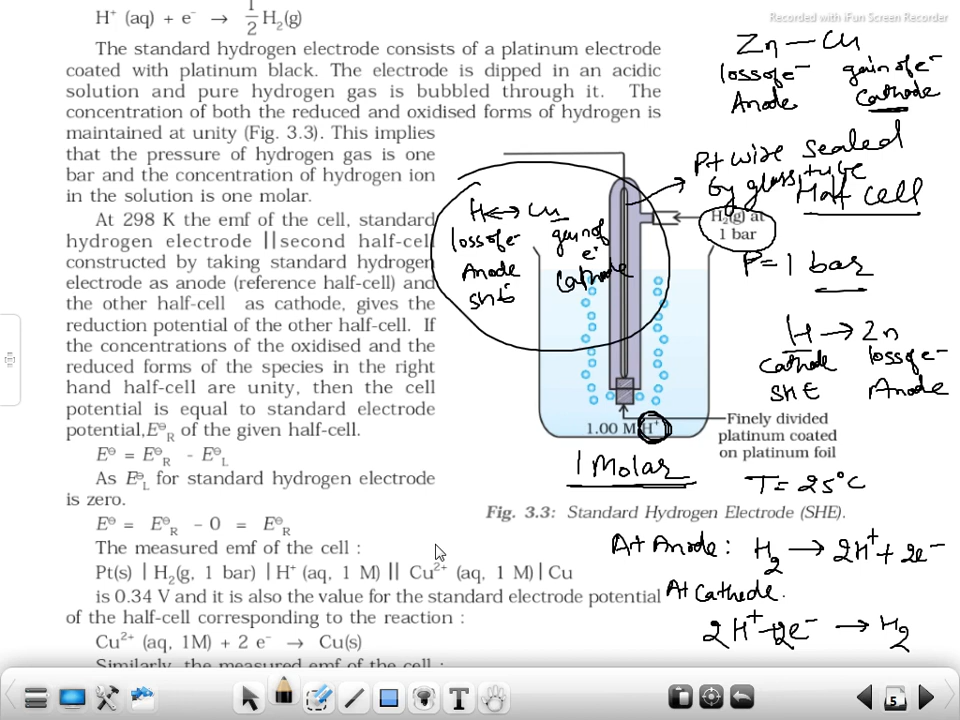 H⁺ (aq) + e⁻ → 1/2 H₂(g)
The standard hydrogen electrode consists of a platinum electrode
coated with platinum black. The electrode is dipped in an acidic
solution and pure hydrogen gas is bubbled through it. The
concentration of both the reduced and oxidised forms of hydrogen is
maintained at unity (Fig. 3.3). This implies
that the pressure of hydrogen gas is one
bar and the concentration of hydrogen ion
in the solution is one molar.
At 298 K the emf of the cell, standard
hydrogen electrode || second half-cell
constructed by taking standard hydrogen
electrode as anode (reference half-cell) and
the other half-cell as cathode, gives the
reduction potential of the other half-cell. If
the concentrations of the oxidised and the
reduced forms of the species in the right
hand half-cell are unity, then the cell
potential is equal to standard electrode
potential, E⊖R of the given half-cell.
E⊖ = E⊖R - E⊖L
As E⊖L for standard hydrogen electrode
is zero.
E⊖ = E⊖R – 0 = E⊖R
The measured emf of the cell :
Pt(s) | H₂(g, 1 bar) | H⁺ (aq, 1 M) || Cu²⁺ (aq, 1 M) | Cu
is 0.34 V and it is also the value for the standard electrode potential
of the half-cell corresponding to the reaction :
Cu²⁺ (aq, 1M) + 2 e⁻ → Cu(s)
Similarly, the measured emf of the cell :
Recorded with iFun Screen Recorder
Zn — Cu
loss of e⁻ gain of e⁻
Anode Cathode
Pt wire sealed
by glass tube
Half cell
H ↔ Cu
loss of e⁻ gain of
e⁻
Anode Cathode
SHE
H₂(g) at
1 bar
P = 1 bar
H → Zn
Cathode loss of e⁻
SHE Anode
Finely divided
platinum coated
on platinum foil
1.00 M H⁺
1 Molar
T = 25°C
Fig. 3.3: Standard Hydrogen Electrode (SHE).
At Anode : H₂ → 2H⁺ + 2e⁻
At Cathode.
2H⁺ + 2e⁻ → H₂
T
5